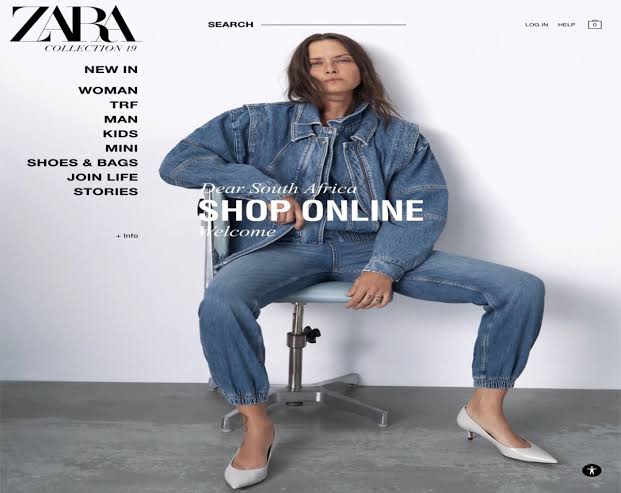 ZARA
COLLECTION 19
SEARCH
LOG IN
HELP
0
NEW IN
WOMAN
TRF
MAN
KIDS
MINI
SHOES & BAGS
JOIN LIFE
STORIES
+ Info
Dear South Africa
SHOP ONLINE
Welcome